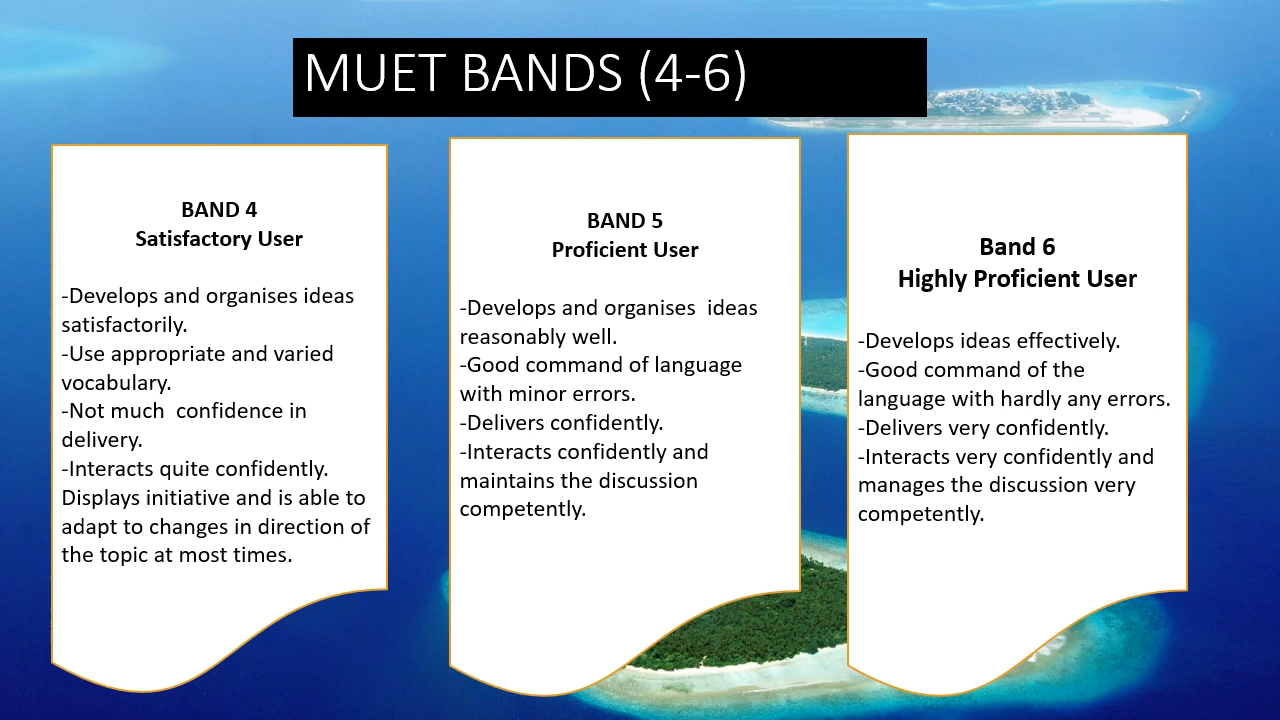 MUET BANDS (4-6)
BAND 4
Satisfactory User
-Develops and organises ideas
satisfactorily.
-Use appropriate and varied
vocabulary.
-Not much  confidence in
delivery.
-Interacts quite confidently.
Displays initiative and is able to
adapt to changes in direction of
the topic at most times.
BAND 5
Proficient User
-Develops and organises  ideas
reasonably well.
-Good command of language
with minor errors.
-Delivers confidently.
-Interacts confidently and
maintains the discussion
competently.
Band 6
Highly Proficient User
-Develops ideas effectively.
-Good command of the
language with hardly any errors.
-Delivers very confidently.
-Interacts very confidently and
manages the discussion very
competently.